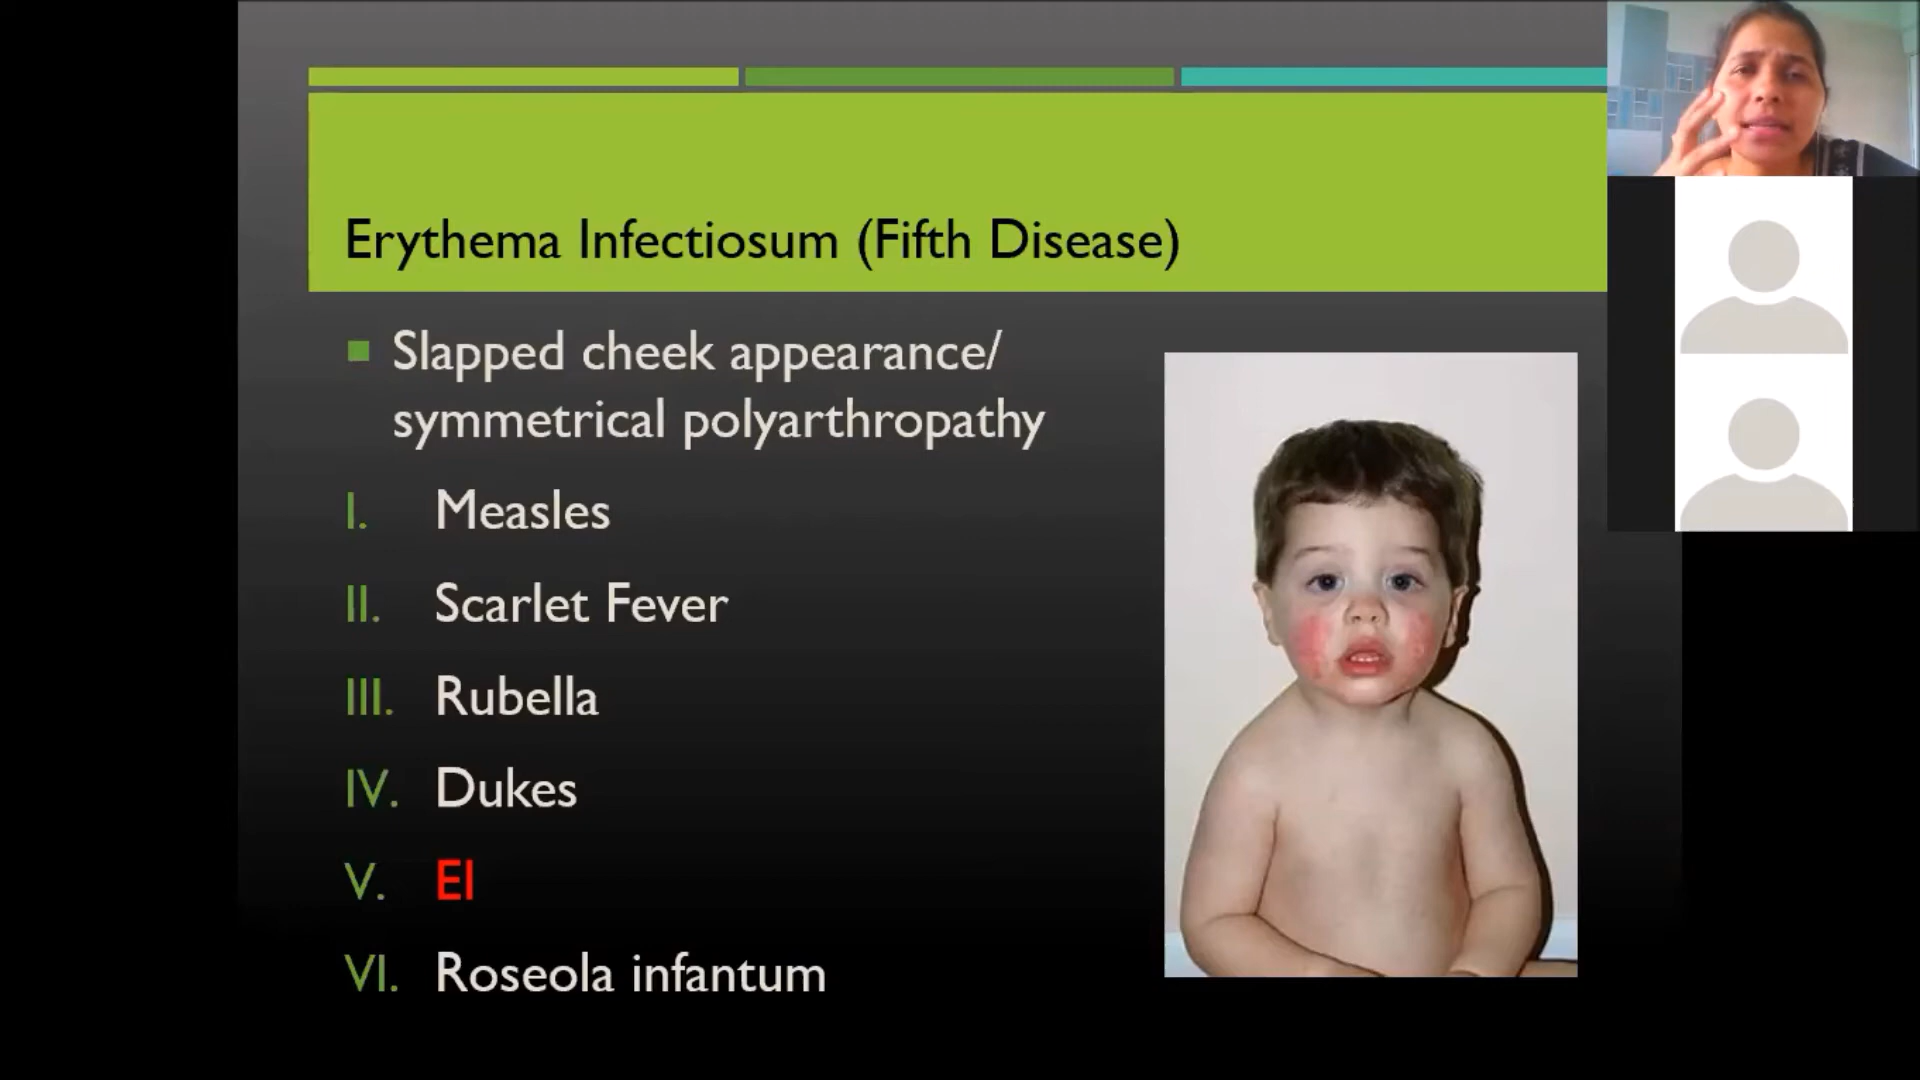 Erythema Infectiosum (Fifth Disease)
Slapped cheek appearance/
symmetrical polyarthropathy
I. Measles
II. Scarlet Fever
III. Rubella
IV. Dukes
V. EI
VI. Roseola infantum